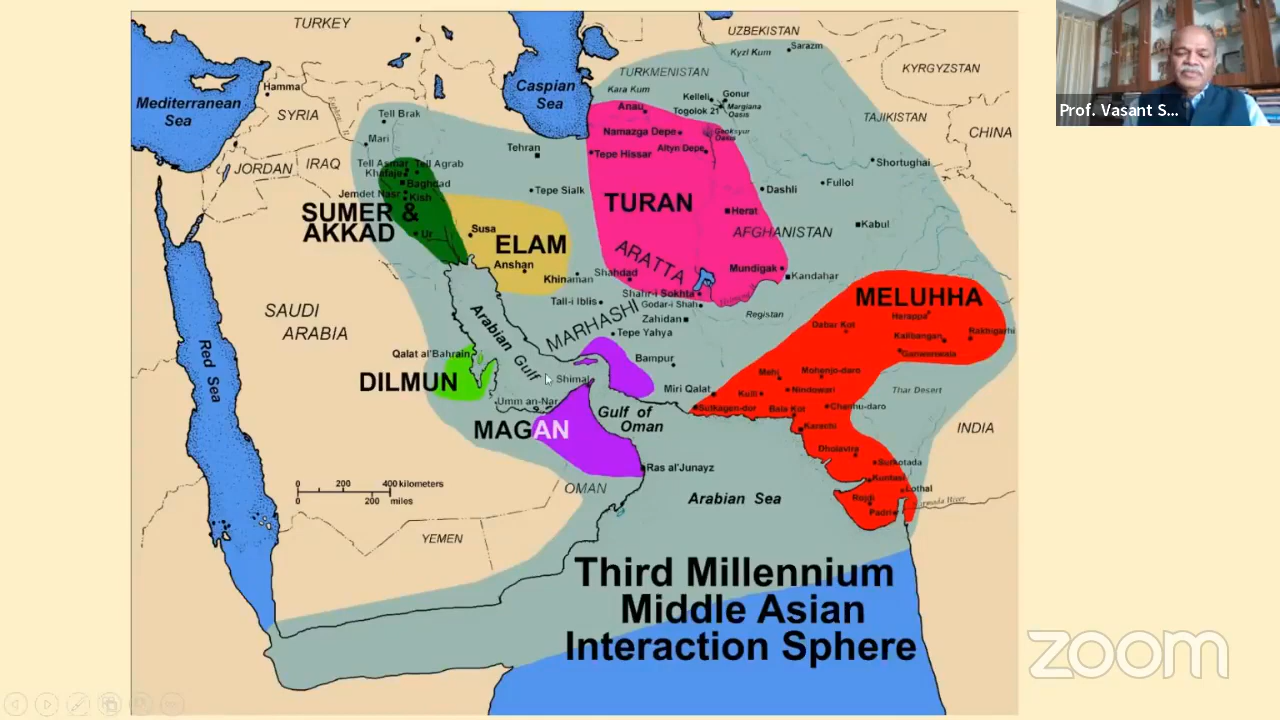 TURKEY
UZBEKISTAN
Kyzl Kum
Sarazm
KYRGYZSTAN
TURKMENISTAN
Kara Kum
Caspian
Sea
Hamma
Mediterranean
Sea
SYRIA
Tell Brak
Kelleli
Gonur
Togolok 21
Margiana
Oasis
Anau
TAJIKISTAN
CHINA
Namazga Depe
Geoksyur
Oasis
Mari
Tehran
Tepe Hissar
Altyn Depe
Shortughai
JORDAN
IRAQ
Tell Asmar
Tell Agrab
Khafaje
Baghdad
Jemdet Nasr
Kish
Tepe Sialk
Dashli
Fullol
SUMER &
AKKAD
Ur
Susa
ELAM
Anshan
TURAN
Herat
AFGHANISTAN
Kabul
ARATTA
Khinaman
Shahdad
Mundigak
Kandahar
Shahr-i Sokhta
Tall-i Iblis
Godar-i Shah
MARHASHI
Zahidan
Registan
Tepe Yahya
MELUHHA
Harappa
Dabar Kot
Kalibangan
Rakhigarhi
Ganweriwala
SAUDI
ARABIA
Arabian Gulf
Qalat al'Bahrain
DILMUN
Bampur
Shimal
Miri Qalat
Mehi
Mohenjo-daro
Kulli
Nindowari
Thar Desert
Red Sea
Umm an-Nar
MAGAN
Gulf of
Oman
Sutkagen-dor
Bala Kot
Chanhu-daro
Karachi
INDIA
Dholavira
Surkotada
Ras al'Junayz
Kuntasi
Lothal
Rojdi
Padri
Narmada River
0 200 400 kilometers
0 200 miles
OMAN
Arabian Sea
YEMEN
Third Millennium
Middle Asian
Interaction Sphere
Prof. Vasant S...
zoom